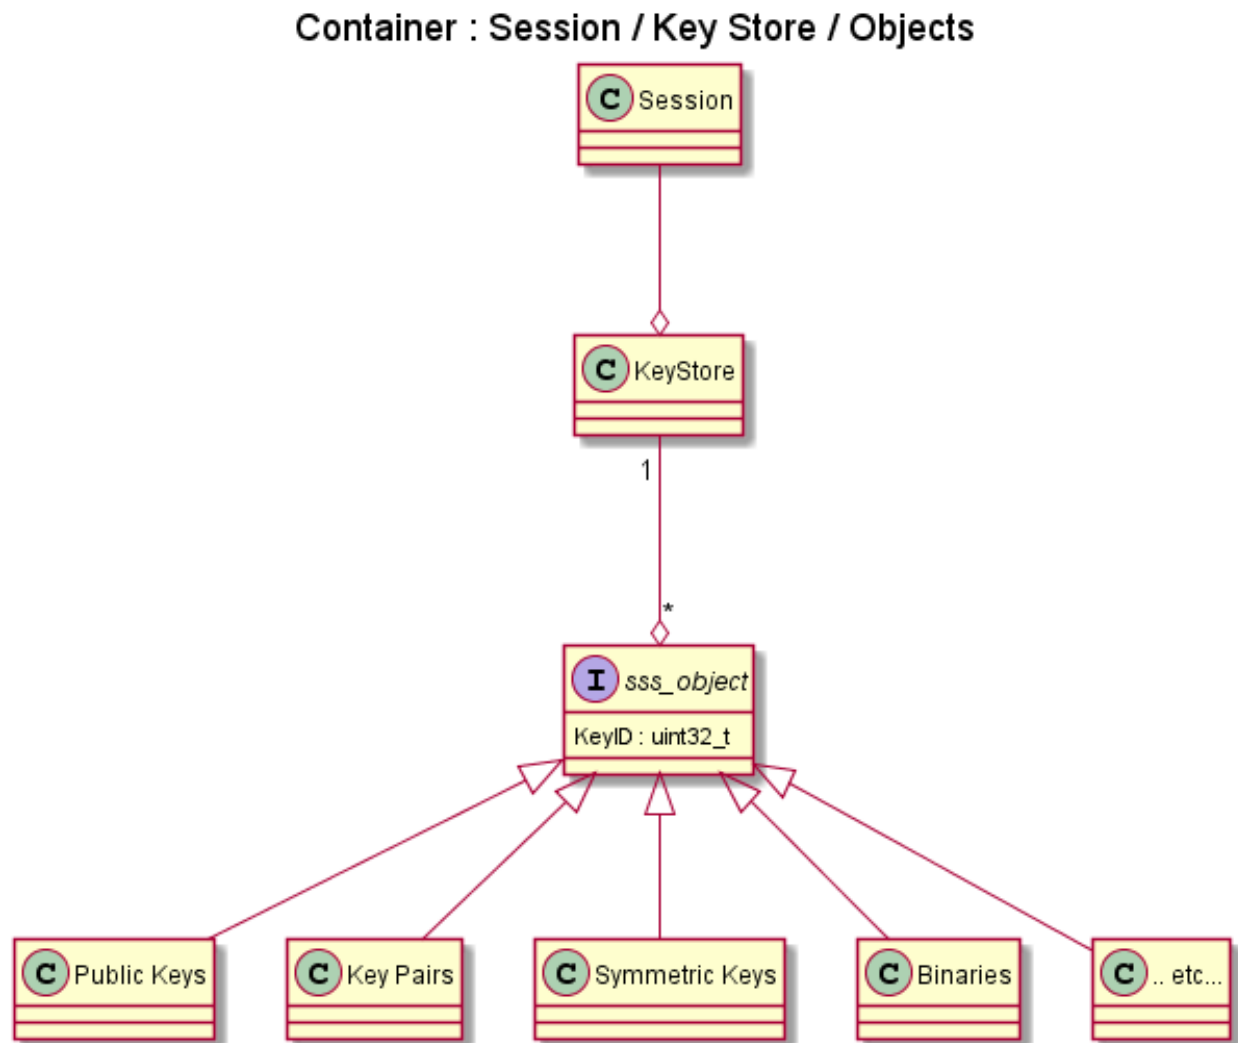 Container : Session / Key Store / Objects
C Session
C KeyStore
1
*
I sss_object
KeyID : uint32_t
C Public Keys
C Key Pairs
C Symmetric Keys
C Binaries
C .. etc...